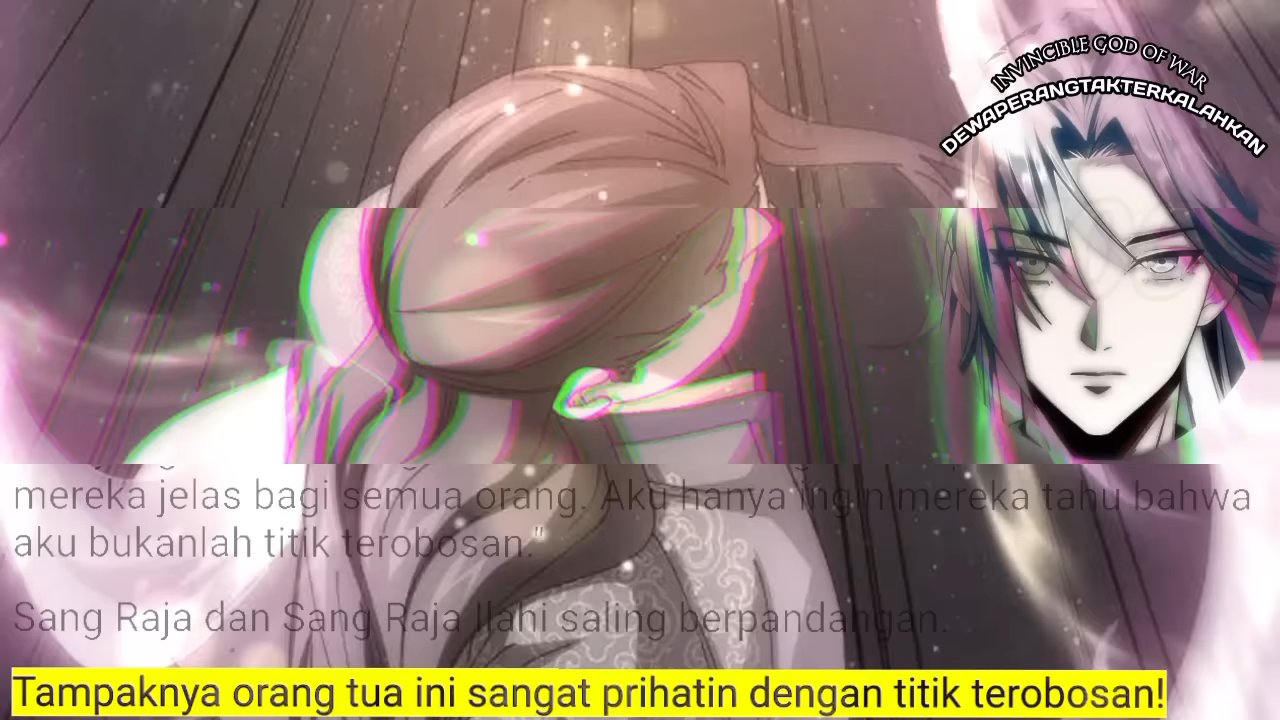 INVINCIBLE GOD OF WAR
DEWAPERANGTAKTERKALAHKAN
mereka jelas bagi semua orang. Aku hanya ingin mereka tahu bahwa
aku bukanlah titik terobosan."
Sang Raja dan Sang Raja Ilahi saling berpandangan.
Tampaknya orang tua ini sangat prihatin dengan titik terobosan!